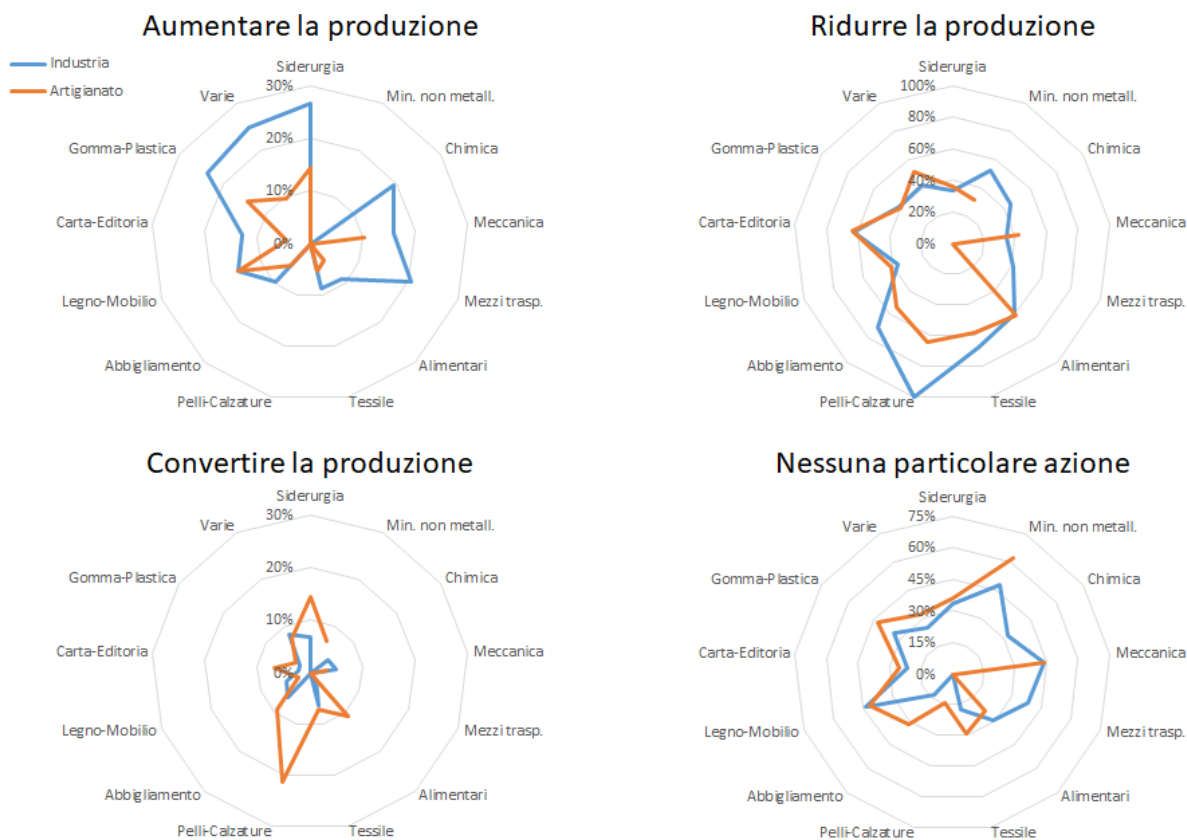 Aumentare la produzione
Industria
Artigianato
Siderurgia
Min. non metall.
Chimica
Meccanica
Mezzi trasp.
Alimentari
Tessile
Pelli-Calzature
Abbigliamento
Legno-Mobilio
Carta-Editoria
Gomma-Plastica
Varie
30%
20%
10%
0%
Ridurre la produzione
Siderurgia
Min. non metall.
Chimica
Meccanica
Mezzi trasp.
Alimentari
Tessile
Pelli-Calzature
Abbigliamento
Legno-Mobilio
Carta-Editoria
Gomma-Plastica
Varie
100%
80%
60%
40%
20%
0%
Convertire la produzione
Siderurgia
Min. non metall.
Chimica
Meccanica
Mezzi trasp.
Alimentari
Tessile
Pelli-Calzature
Abbigliamento
Legno-Mobilio
Carta-Editoria
Gomma-Plastica
Varie
30%
20%
10%
0%
Nessuna particolare azione
Siderurgia
Min. non metall.
Chimica
Meccanica
Mezzi trasp.
Alimentari
Tessile
Pelli-Calzature
Abbigliamento
Legno-Mobilio
Carta-Editoria
Gomma-Plastica
Varie
75%
60%
45%
30%
15%
0%